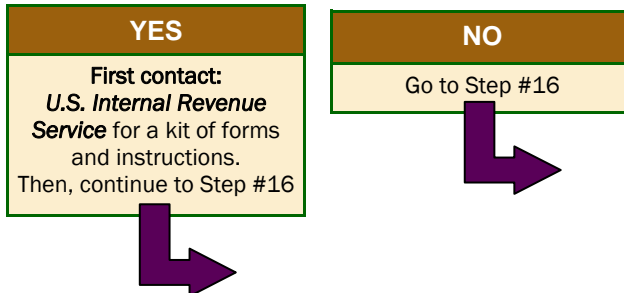 YES
First contact:
U.S. Internal Revenue
Service for a kit of forms
and instructions.
Then, continue to Step #16
NO
Go to Step #16